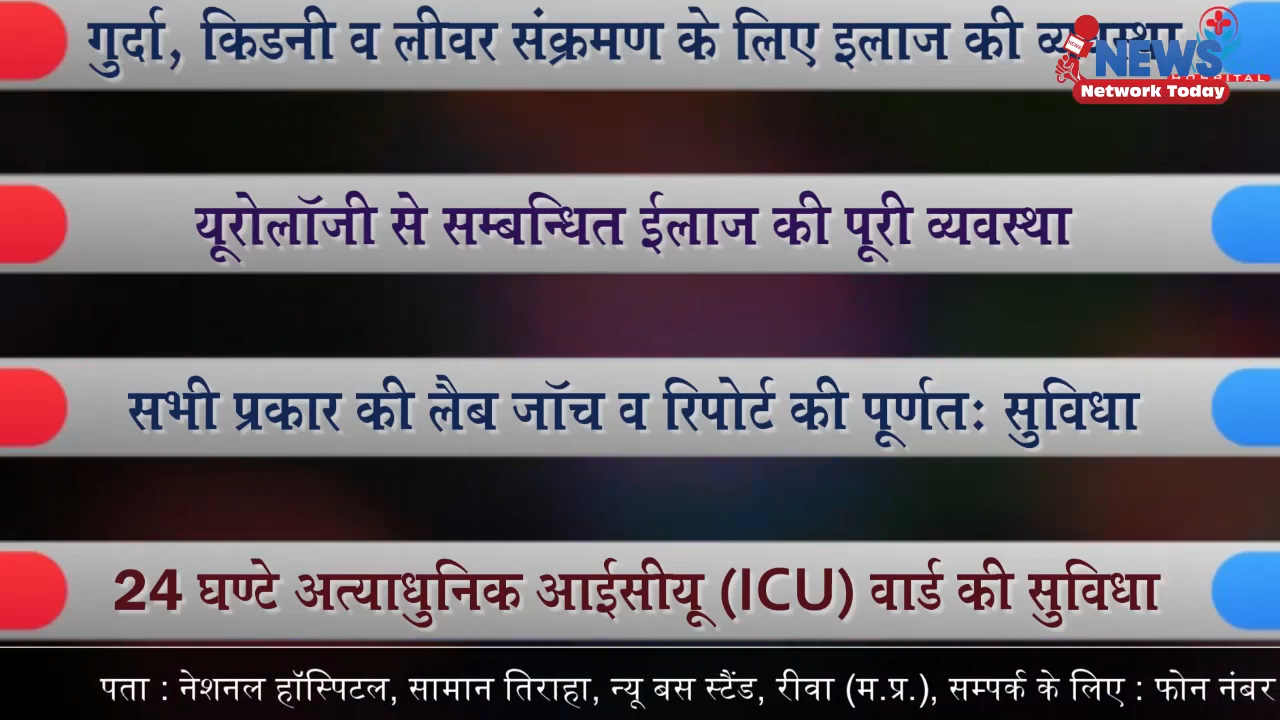 गुर्दा, किडनी व लीवर संक्रमण के लिए इलाज की
NEWS
HOSPITAL
Network Today
यूरोलॉजी से सम्बन्धित ईलाज की पूरी व्यवस्था
सभी प्रकार की लैब जॉच व रिपोर्ट की पूर्णतः सुविधा
24 घण्टे अत्याधुनिक आईसीयू (ICU) वार्ड की सुविधा
पता : नेशनल हॉस्पिटल, सामान तिराहा, न्यू बस स्टैंड, रीवा (म.प्र.), सम्पर्क के लिए : फोन नंबर